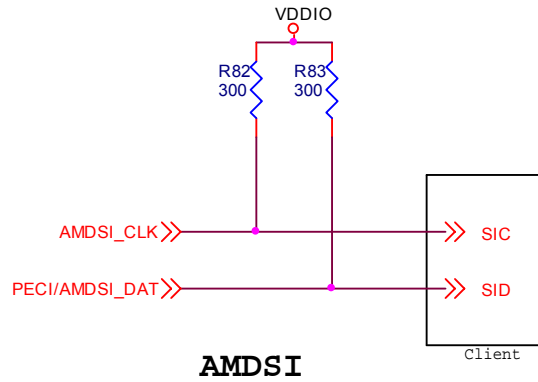 VDDIO
R82 R83
300 300
AMDSI_CLK SIC
PECI/AMDSI_DAT SID
Client
AMDSI